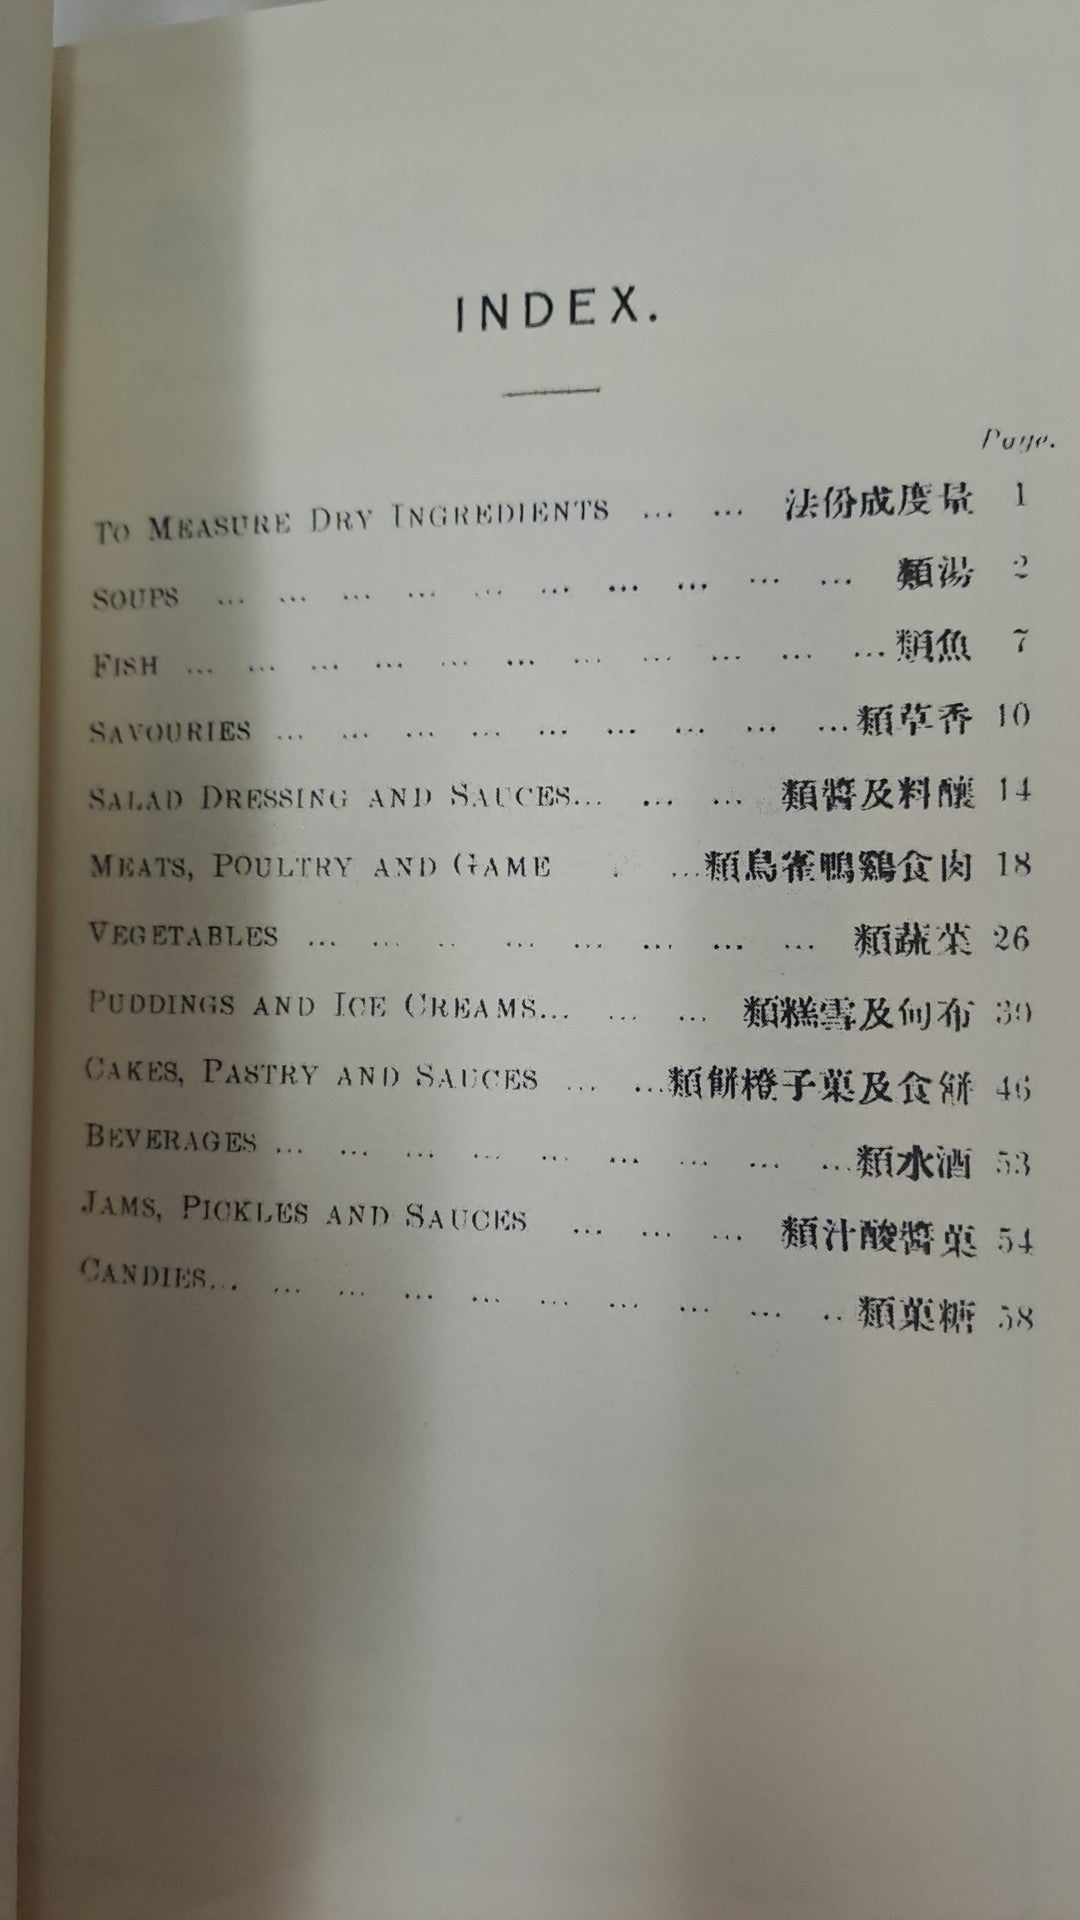 INDEX.
Page.
To Measure Dry Ingredients ... ... 法份成度量 1
Soups ... ... ... ... ... ... ... ... ... ... 類湯 2
Fish ... ... ... ... ... ... ... ... ... ... ... 類魚 7
Savouries ... ... ... ... ... ... ... ... ... 類草香 10
Salad Dressing and Sauces... ... ... 類醬及料釀 14
Meats, Poultry and Game . ... 類鳥雀鴨鷄食肉 18
Vegetables ... ... ... ... ... ... ... ... 類蔬菜 26
Puddings and Ice Creams... ... ... 類糕雪及甸布 39
Cakes, Pastry and Sauces ... ... 類餅橙子菓及食餅 46
Beverages ... ... ... ... ... ... ... ... ... 類水酒 53
Jams, Pickles and Sauces ... ... ... 類汁酸醬菓 54
Candies... ... ... ... ... ... ... ... ... .. 類菓糖 58